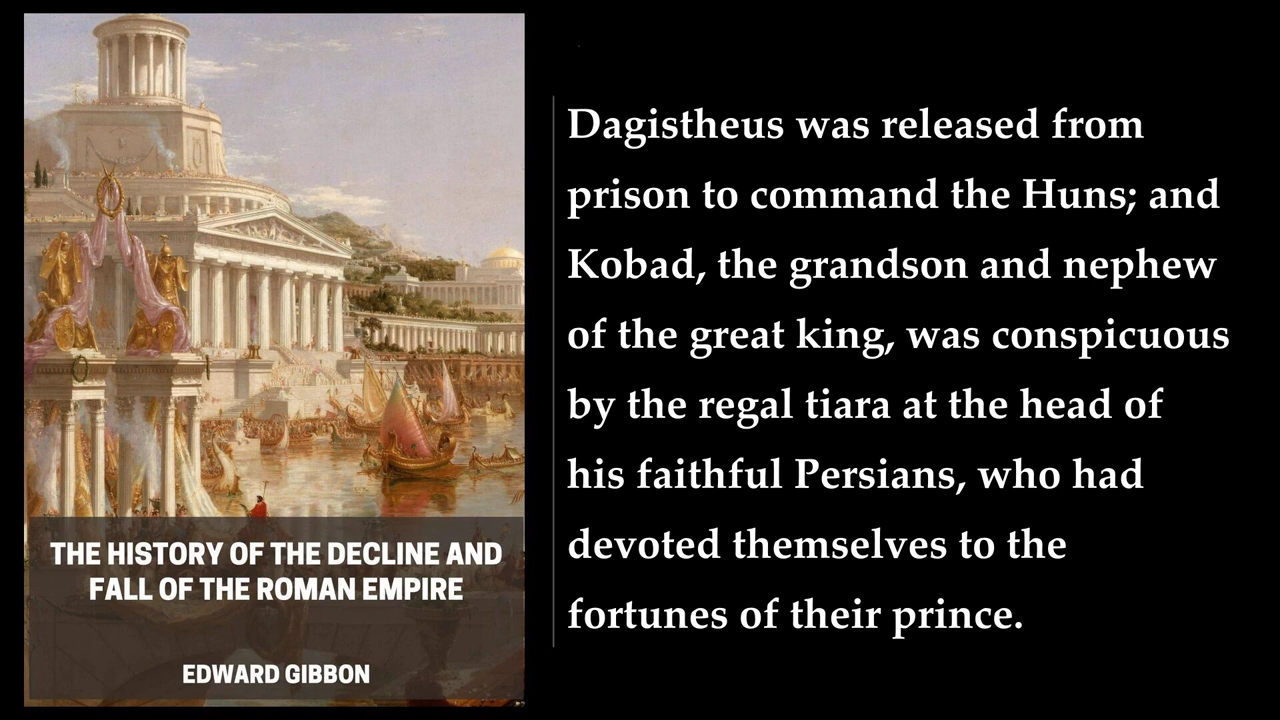 THE HISTORY OF THE DECLINE AND
FALL OF THE ROMAN EMPIRE
EDWARD GIBBON
Dagistheus was released from
prison to command the Huns; and
Kobad, the grandson and nephew
of the great king, was conspicuous
by the regal tiara at the head of
his faithful Persians, who had
devoted themselves to the
fortunes of their prince.